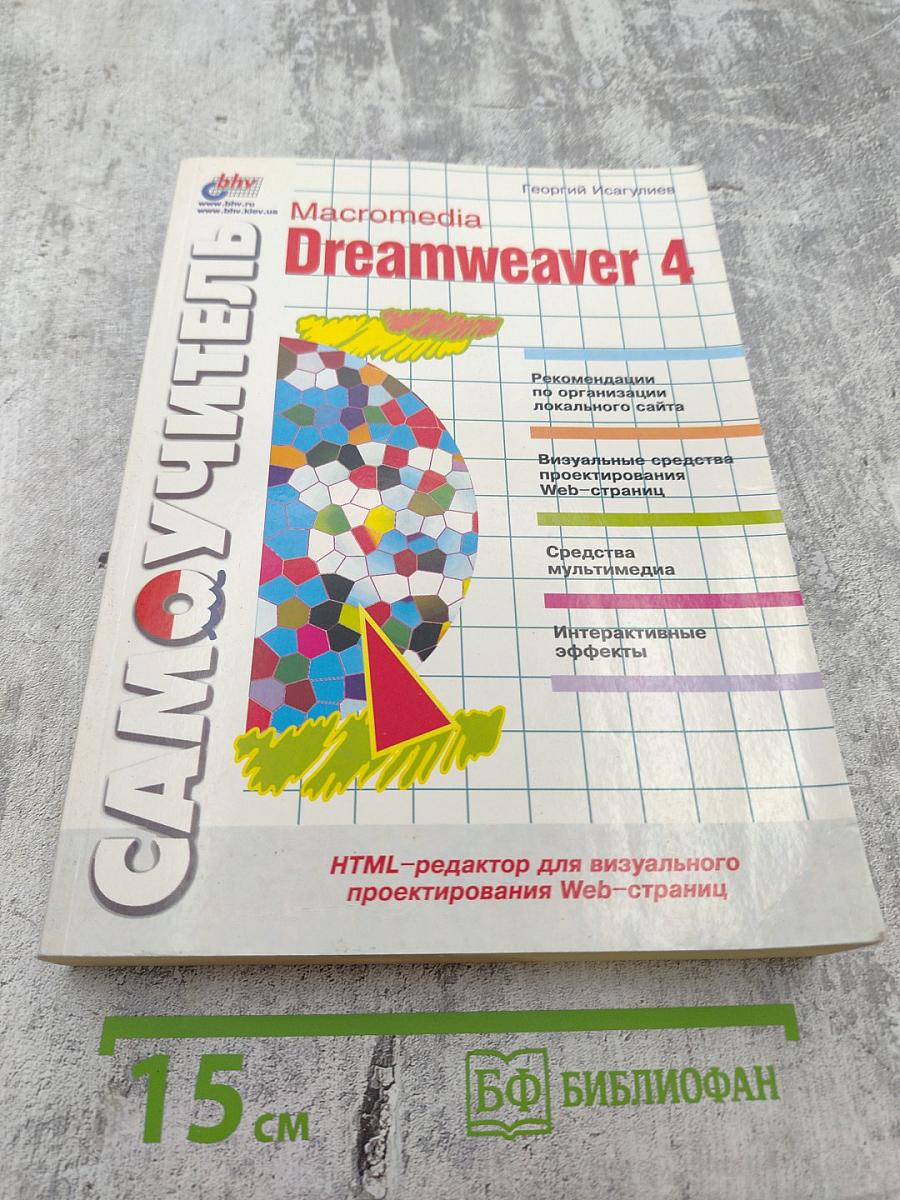 bhv
www.bhv.ru
www.bhv.kiev.ua
Георгий Исагулиев
САМОУЧИТЕЛЬ
Macromedia
Dreamweaver 4
Рекомендации
по организации
локального сайта
Визуальные средства
проектирования
Web-страниц
Средства
мультимедиа
Интерактивные
эффекты
HTML-редактор для визуального
проектирования Web-страниц
15 см
БФ БИБЛИОФАН